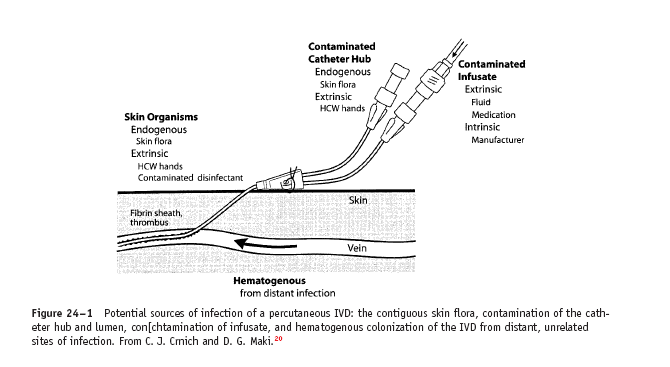 Contaminated
Catheter Hub
Endogenous
Skin flora
Extrinsic
HCW hands
Contaminated
Infusate
Extrinsic
Fluid
Medication
Intrinsic
Manufacturer
Skin Organisms
Endogenous
Skin flora
Extrinsic
HCW hands
Contaminated disinfectant
Skin
Fibrin sheath,
thrombus
Vein
Hematogenous
from distant infection
Figure 24–1 Potential sources of infection of a percutaneous IVD: the contiguous skin flora, contamination of the cath-
eter hub and lumen, con[chtamination of infusate, and hematogenous colonization of the IVD from distant, unrelated
sites of infection. From C. J. Crnich and D. G. Maki.20